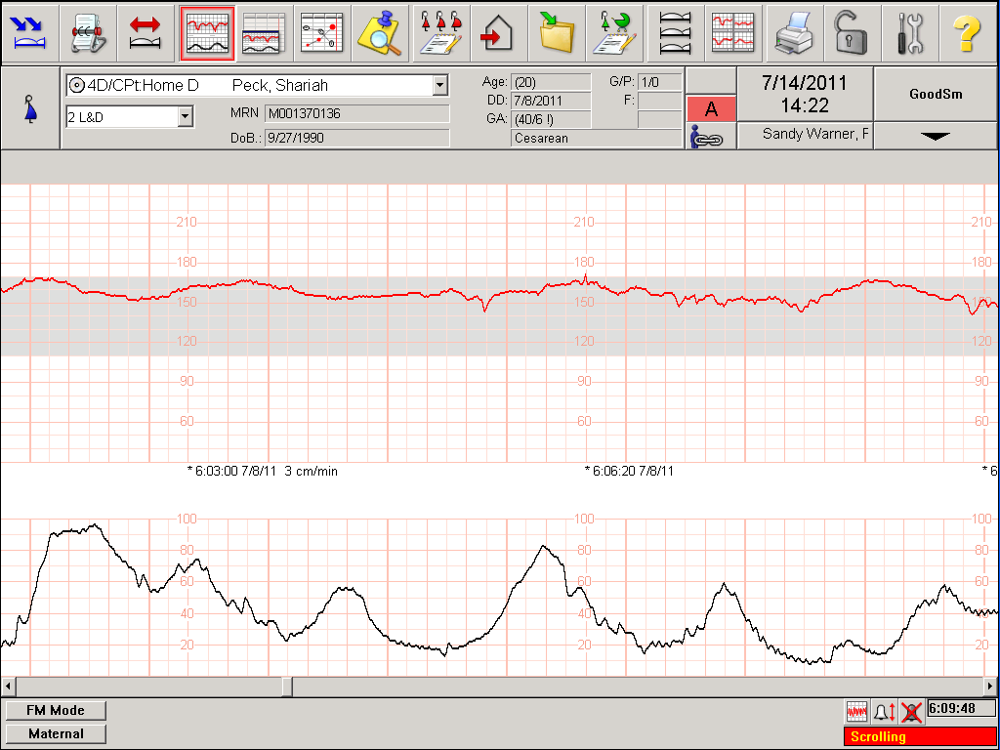 4D/CPt:Home D Peck, Shariah
2 L&D
MRN M001370136
DoB.: 9/27/1990
Age: (20)
DD: 7/8/2011
GA: (40/6 !)
Cesarean
G/P: 1/0
F:
A
7/14/2011
14:22
Sandy Warner, F
GoodSm
210 210 210
180 180 180
150 150 150
120 120 120
90 90 90
60 60 60
* 6:03:00 7/8/11 3 cm/min * 6:06:20 7/8/11 * 6
100 100 100
80 80 80
60 60 60
40 40 40
20 20 20
FM Mode
Maternal
6:09:48
Scrolling